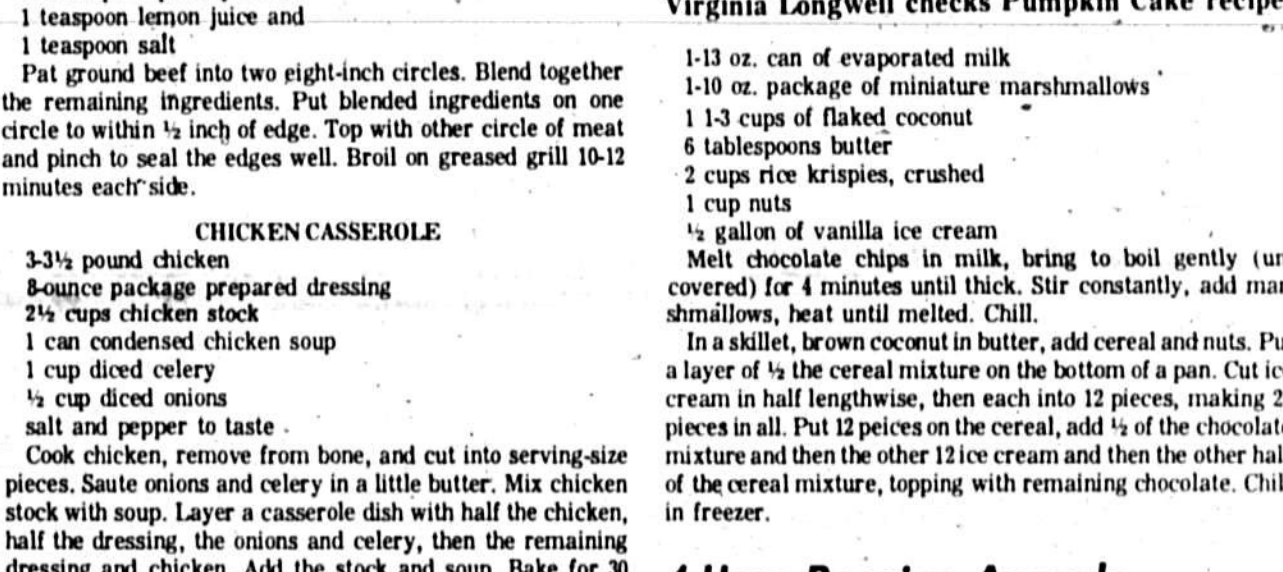 1 teaspoon lemon juice and
1 teaspoon salt
Pat ground beef into two eight-inch circles. Blend together
the remaining ingredients. Put blended ingredients on one
circle to within ½ inch of edge. Top with other circle of meat
and pinch to seal the edges well. Broil on greased grill 10-12
minutes each side.
CHICKEN CASSEROLE
3-3½ pound chicken
8-ounce package prepared dressing
2½ cups chicken stock
1 can condensed chicken soup
1 cup diced celery
½ cup diced onions
salt and pepper to taste
Cook chicken, remove from bone, and cut into serving-size
pieces. Saute onions and celery in a little butter. Mix chicken
stock with soup. Layer a casserole dish with half the chicken,
half the dressing, the onions and celery, then the remaining
dressing and chicken. Add the stock and soup. Bake for 30
Virginia Longwell checks Pumpkin Cake recipe
1-13 oz. can of evaporated milk
1-10 oz. package of miniature marshmallows
1 1-3 cups of flaked coconut
6 tablespoons butter
2 cups rice krispies, crushed
1 cup nuts
½ gallon of vanilla ice cream
Melt chocolate chips in milk, bring to boil gently (un
covered) for 4 minutes until thick. Stir constantly, add mar
shmallows, heat until melted. Chill.
In a skillet, brown coconut in butter, add cereal and nuts. Pu
a layer of ½ the cereal mixture on the bottom of a pan. Cut ic
cream in half lengthwise, then each into 12 pieces, making 2
pieces in all. Put 12 peices on the cereal, add ½ of the chocolat
mixture and then the other 12 ice cream and then the other hal
of the cereal mixture, topping with remaining chocolate. Chil
in freezer.